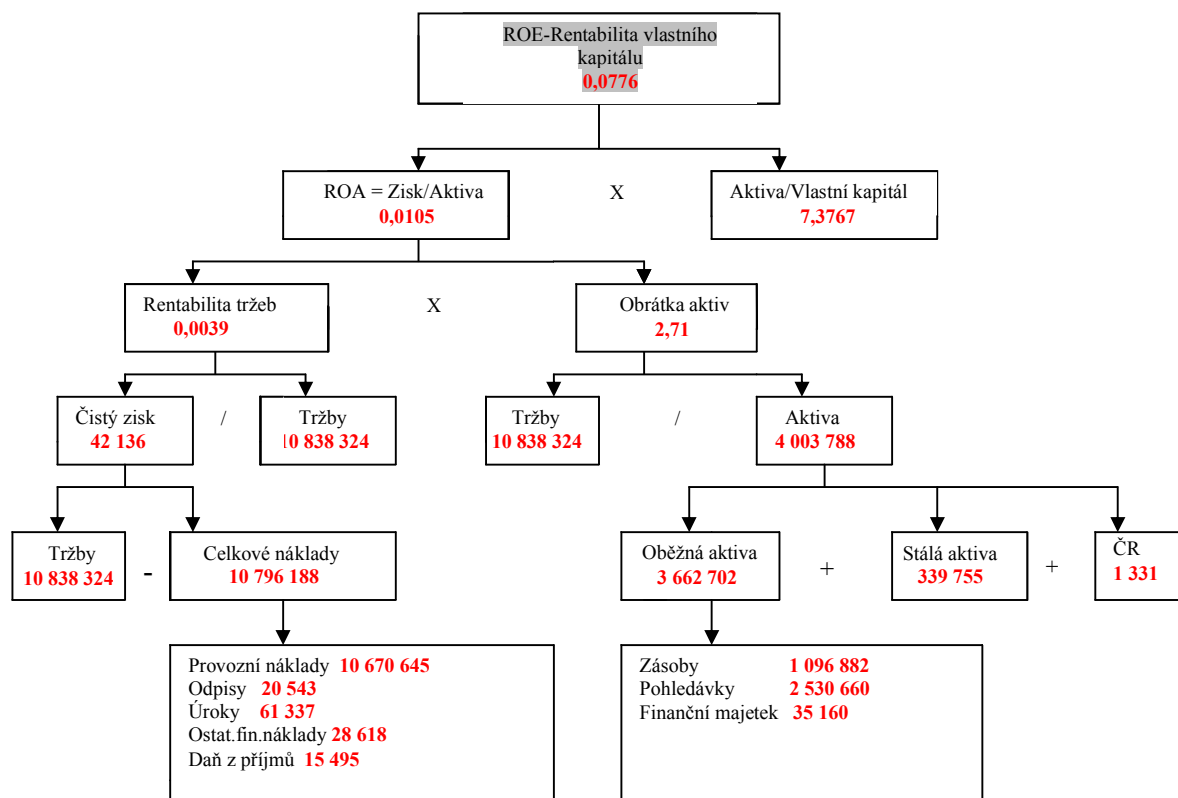 ROE-Rentabilita vlastního
kapitálu
0,0776
ROA = Zisk/Aktiva
0,0105
X
Aktiva/Vlastní kapitál
7,3767
Rentabilita tržeb
0,0039
X
Obrátka aktiv
2,71
Čistý zisk
42 136
/
Tržby
10 838 324
Tržby
10 838 324
/
Aktiva
4 003 788
Tržby
10 838 324
-
Celkové náklady
10 796 188
Oběžná aktiva
3 662 702
+
Stálá aktiva
339 755
+
ČR
1 331
Provozní náklady 10 670 645
Odpisy 20 543
Úroky 61 337
Ostat.fin.náklady 28 618
Daň z příjmů 15 495
Zásoby 1 096 882
Pohledávky 2 530 660
Finanční majetek 35 160